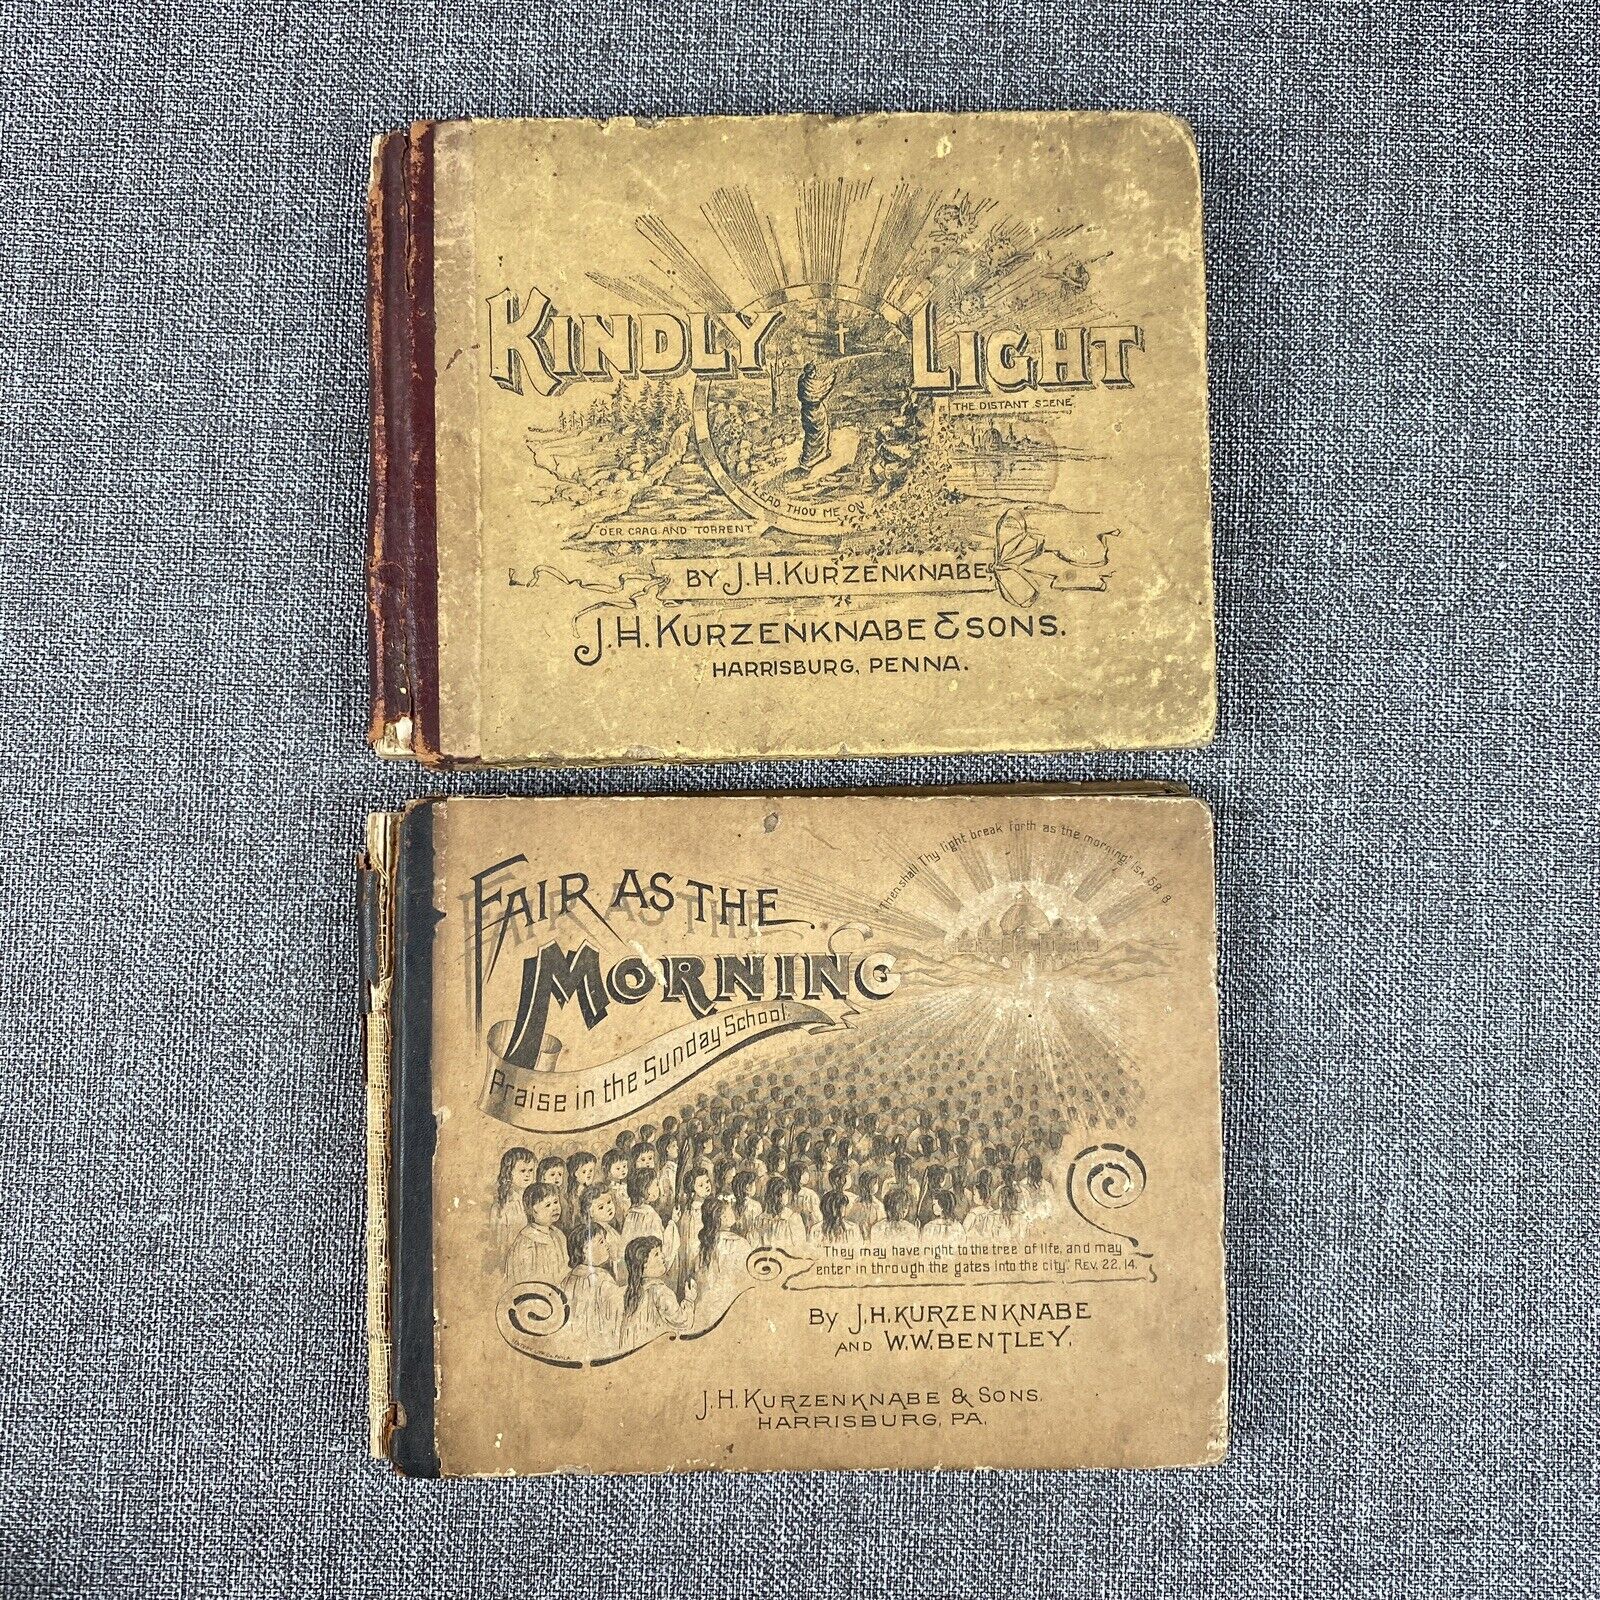 KINDLY LIGHT
THE DISTANT SCENE"
LEAD THOU ME ON
"OER CRAG AND TORRENT
BY J.H. KURZENKNABE,
J.H. KURZENKNABE & SONS.
HARRISBURG, PENNA.
"Then shall Thy light break forth as the morning" ISA. 58, 8.
FAIR AS THE
MORNING
Praise in the Sunday School.
"They may have right to the tree of life, and may
enter in through the gates into the city." REV. 22. 14.
BY J.H. KURZENKNABE
AND W.W. BENTLEY.
J.H. KURZENKNABE & SONS.
HARRISBURG, PA.